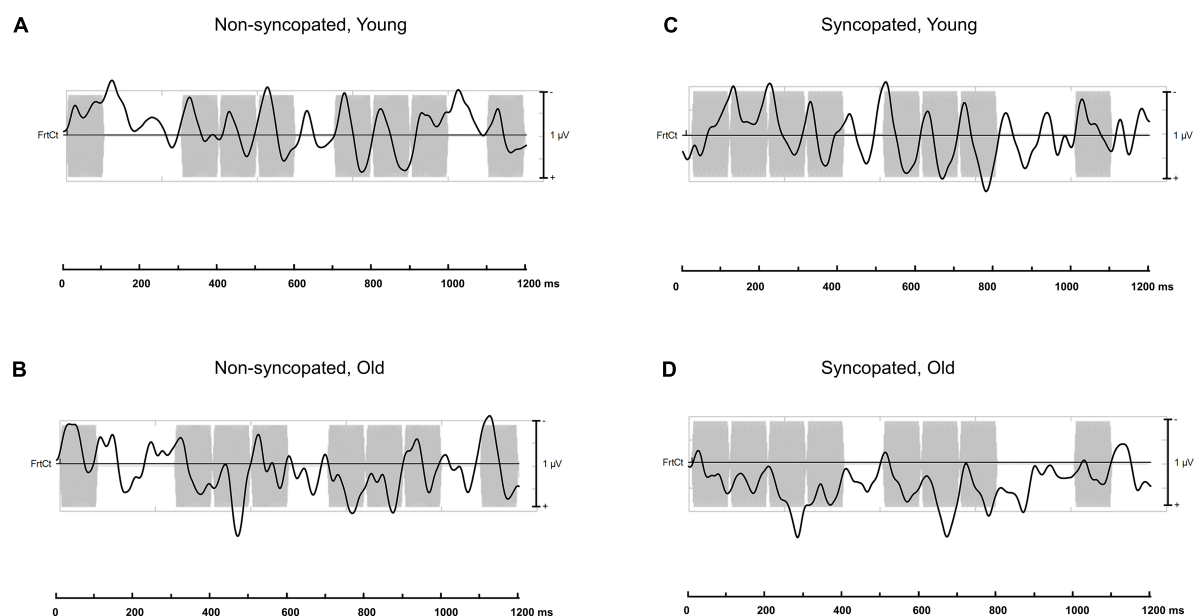 A
Non-syncopated, Young
-
FrtCt
1 µV
+
0 200 400 600 800 1000 1200 ms
C
Syncopated, Young
-
FrtCt
1 µV
+
0 200 400 600 800 1000 1200 ms
B
Non-syncopated, Old
-
FrtCt
1 µV
+
0 200 400 600 800 1000 1200 ms
D
Syncopated, Old
-
FrtCt
1 µV
+
0 200 400 600 800 1000 1200 ms